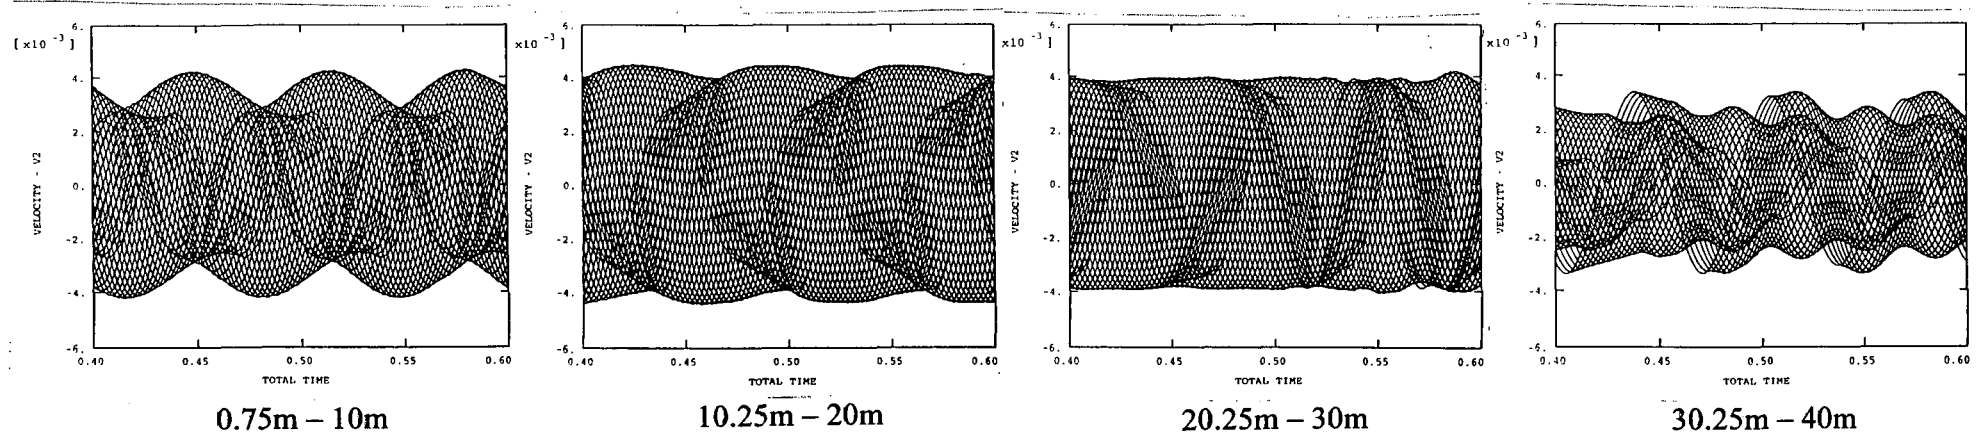 [x10 -3 ]
6.
4.
2.
0.
-2.
-4.
-6.
VELOCITY - V2
0.40 0.45 0.50 0.55 0.60
TOTAL TIME
0.75m – 10m
x10 -3 ]
6.
4.
2.
0.
-2.
-4.
-6.
VELOCITY - V2
0.40 0.45 0.50 0.55 0.60
TOTAL TIME
10.25m – 20m
x10 -3 ]
6.
4.
2.
0.
-2.
-4.
-6.
VELOCITY - V2
0.40 0.45 0.50 0.55 0.60
TOTAL TIME
20.25m – 30m
x10 -3 ]
6.
4.
2.
0.
-2.
-4.
-6.
VELOCITY - V2
0.40 0.45 0.50 0.55 0.60
TOTAL TIME
30.25m – 40m